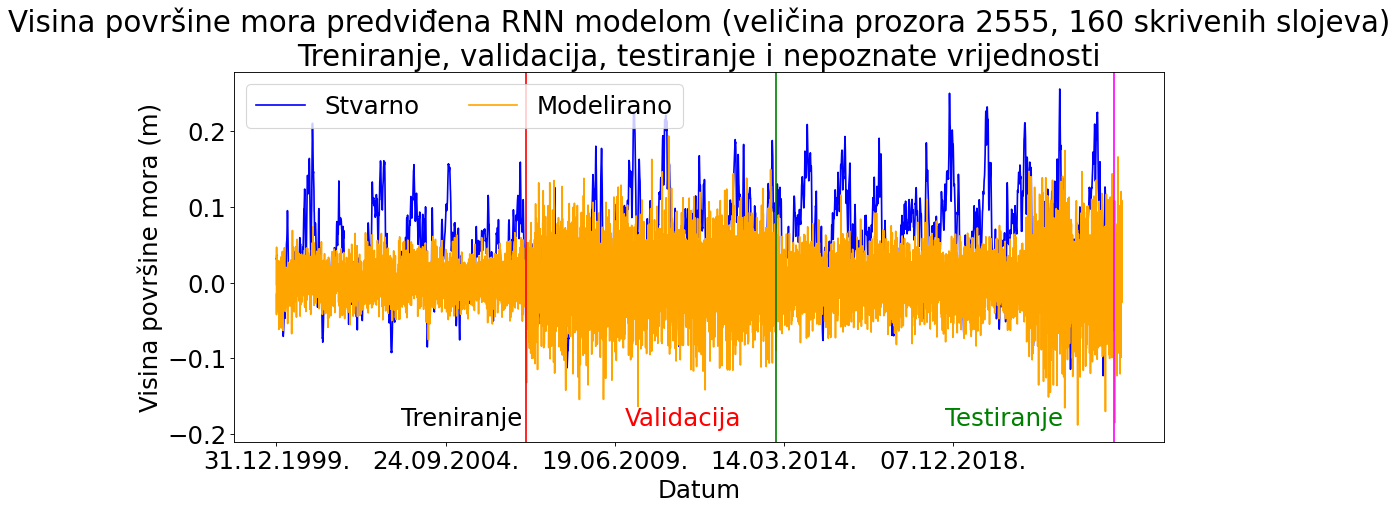 Visina površine mora predviđena RNN modelom (veličina prozora 2555, 160 skrivenih slojeva)
Treniranje, validacija, testiranje i nepoznate vrijednosti
Stvarno Modelirano
Visina površine mora (m)
0.2
0.1
0.0
−0.1
−0.2
Treniranje Validacija Testiranje
31.12.1999. 24.09.2004. 19.06.2009. 14.03.2014. 07.12.2018.
Datum